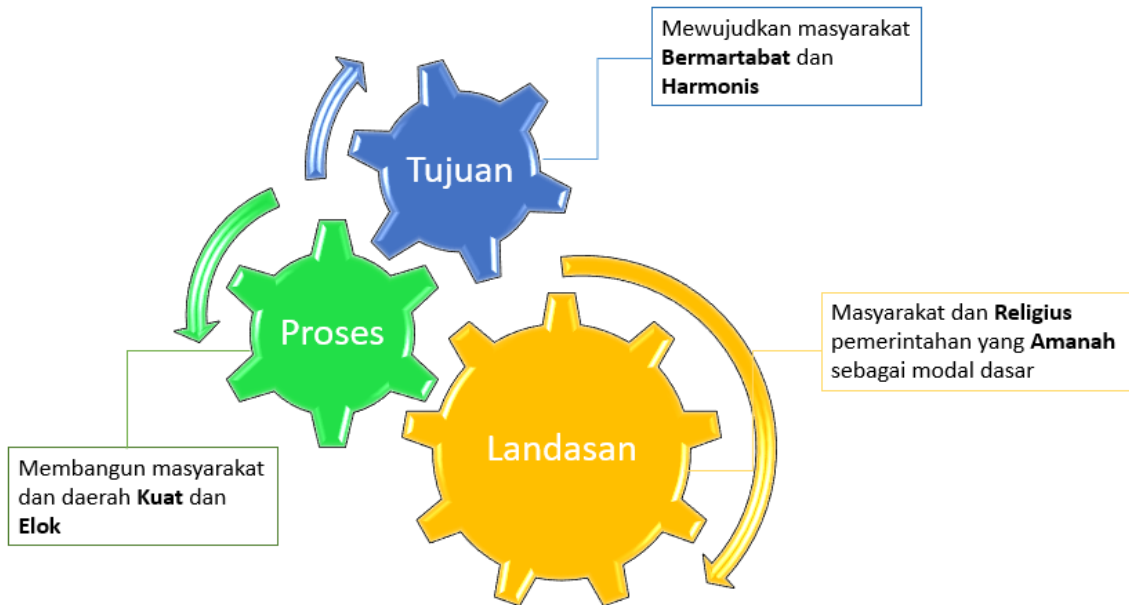 Mewujudkan masyarakat
Bermartabat dan
Harmonis
Tujuan
Proses
Masyarakat dan Religius
pemerintahan yang Amanah
sebagai modal dasar
Landasan
Membangun masyarakat
dan daerah Kuat dan
Elok